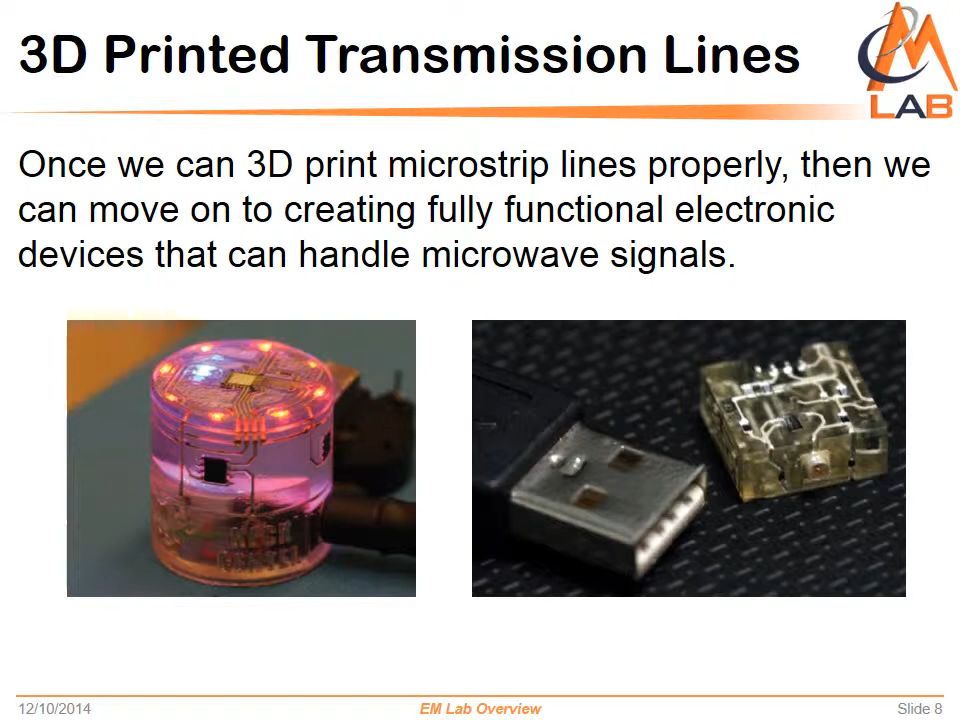 3D Printed Transmission Lines
EM
LAB
Once we can 3D print microstrip lines properly, then we
can move on to creating fully functional electronic
devices that can handle microwave signals.
12/10/2014
EM Lab Overview
Slide 8